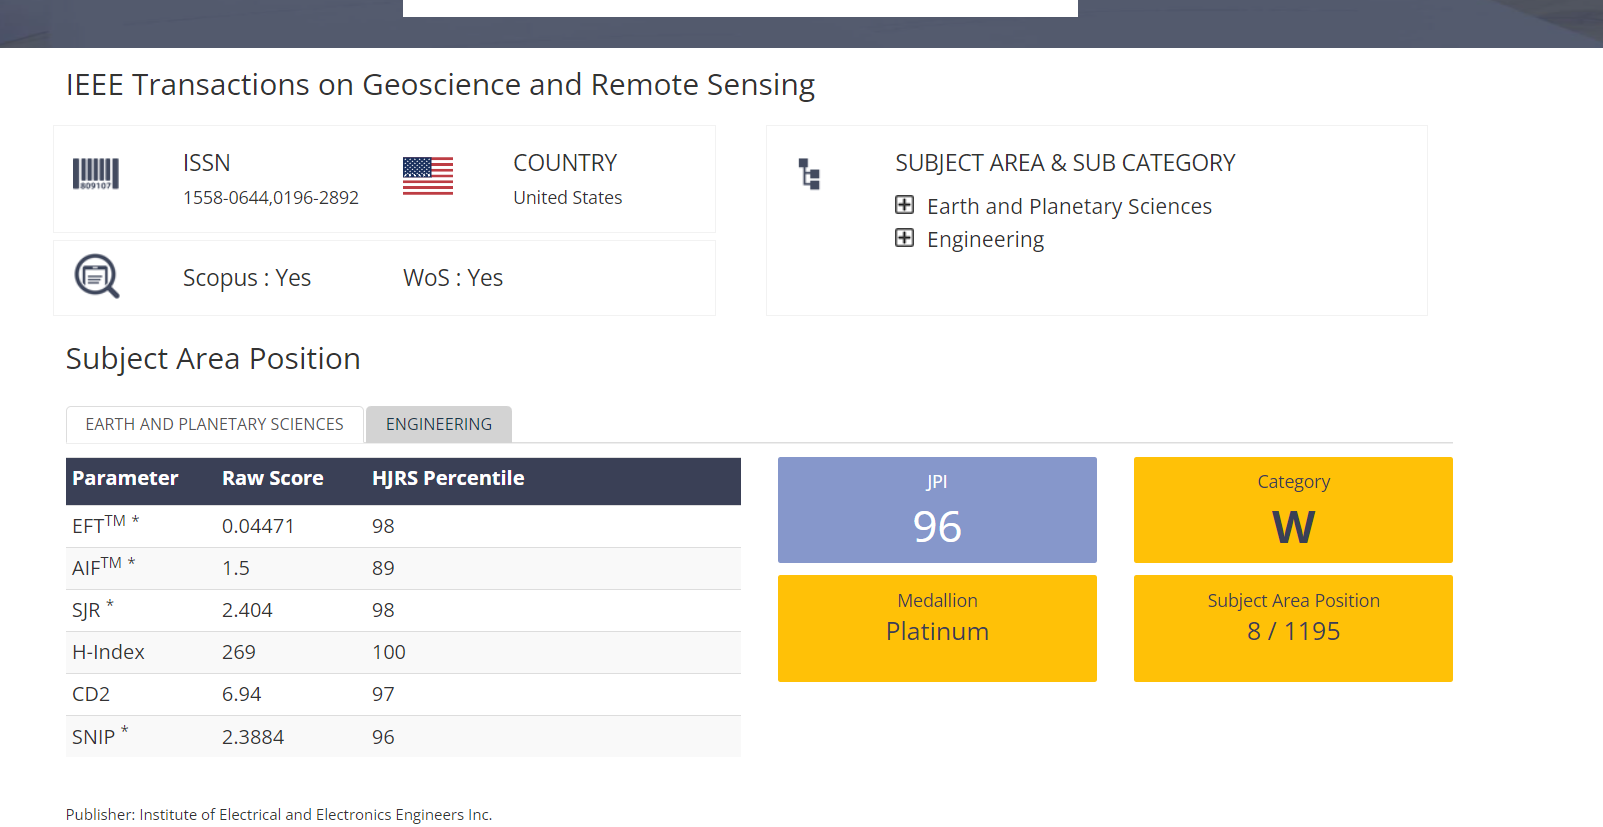 IEEE Transactions on Geoscience and Remote Sensing
809107
ISSN
1558-0644,0196-2892
COUNTRY
United States
Scopus : Yes WoS : Yes
SUBJECT AREA & SUB CATEGORY
Earth and Planetary Sciences
Engineering
Subject Area Position
EARTH AND PLANETARY SCIENCES ENGINEERING
Parameter Raw Score HJRS Percentile
EFT™ * 0.04471 98
AIF™ * 1.5 89
SJR * 2.404 98
H-Index 269 100
CD2 6.94 97
SNIP * 2.3884 96
JPI
96
Category
W
Medallion
Platinum
Subject Area Position
8 / 1195
Publisher: Institute of Electrical and Electronics Engineers Inc.